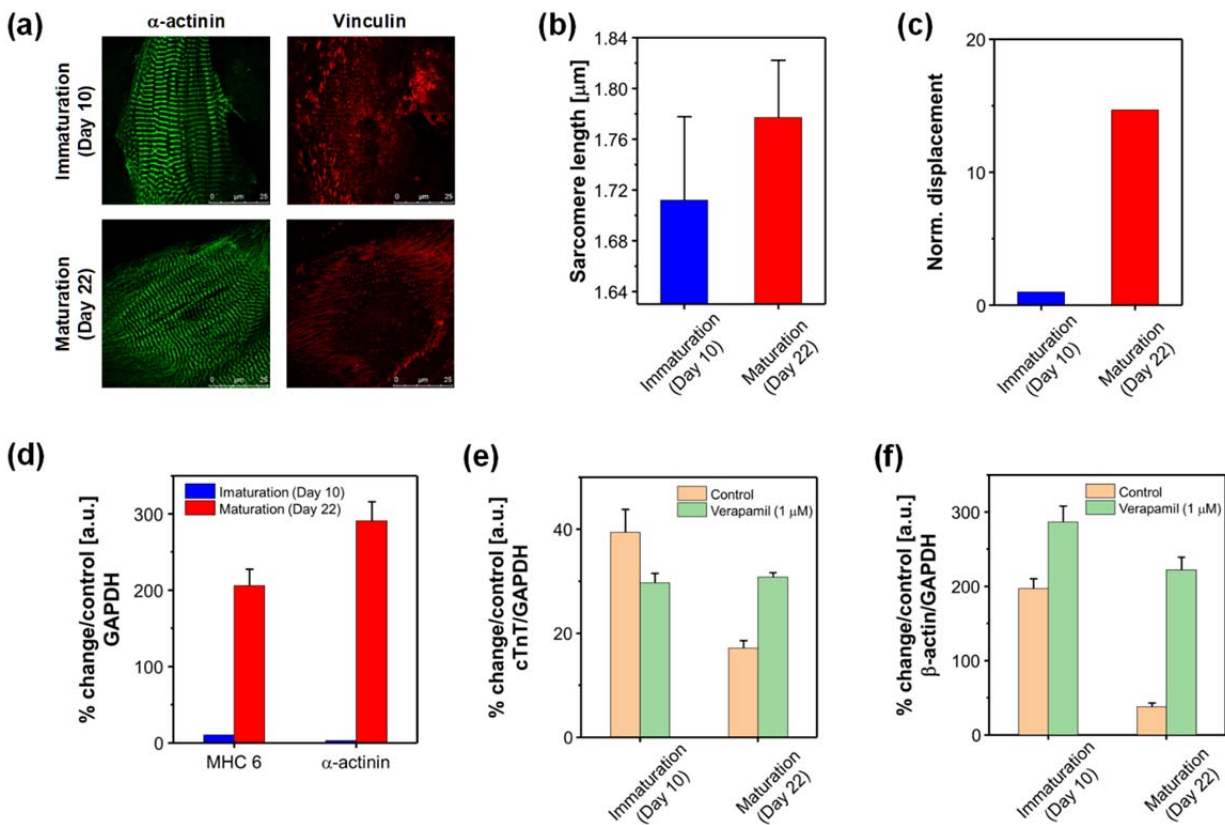 (a)
α-actinin
Vinculin
Immaturation
(Day 10)
0 µm 25
0 µm 25
Maturation
(Day 22)
0 µm 25
0 µm 25
(b)
Sarcomere length [µm]
1.84
1.80
1.76
1.72
1.68
1.64
Immaturation
(Day 10)
Maturation
(Day 22)
(c)
Norm. displacement
20
10
0
Immaturation
(Day 10)
Maturation
(Day 22)
(d)
% change/control [a.u.]
GAPDH
300
200
100
0
Imaturation (Day 10)
Maturation (Day 22)
MHC 6
α-actinin
(e)
% change/control [a.u.]
cTnT/GAPDH
40
20
0
Control
Verapamil (1 µM)
Immaturation
(Day 10)
Maturation
(Day 22)
(f)
% change/control [a.u.]
β-actin/GAPDH
300
200
100
0
Control
Verapamil (1 µM)
Immaturation
(Day 10)
Maturation
(Day 22)